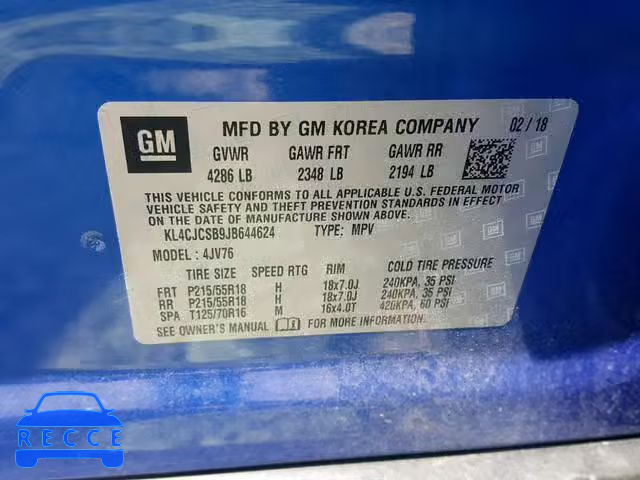 GM
MFD BY GM KOREA COMPANY 02 / 18
GVWR GAWR FRT GAWR RR
4286 LB 2348 LB 2194 LB
THIS VEHICLE CONFORMS TO ALL APPLICABLE U.S. FEDERAL MOTOR
VEHICLE SAFETY AND THEFT PREVENTION STANDARDS IN EFFECT
ON THE DATE OF MANUFACTURE SHOWN ABOVE.
KL4CJCSB9JB644624 TYPE: MPV
MODEL : 4JV76
TIRE SIZE SPEED RTG RIM COLD TIRE PRESSURE
FRT P215/55R18 H 18x7.0J 240KPA, 35 PSI
RR P215/55R18 H 18x7.0J 240KPA, 35 PSI
SPA T125/70R16 M 16x4.0T 420KPA, 60 PSI
SEE OWNER'S MANUAL FOR MORE INFORMATION.
RECCE